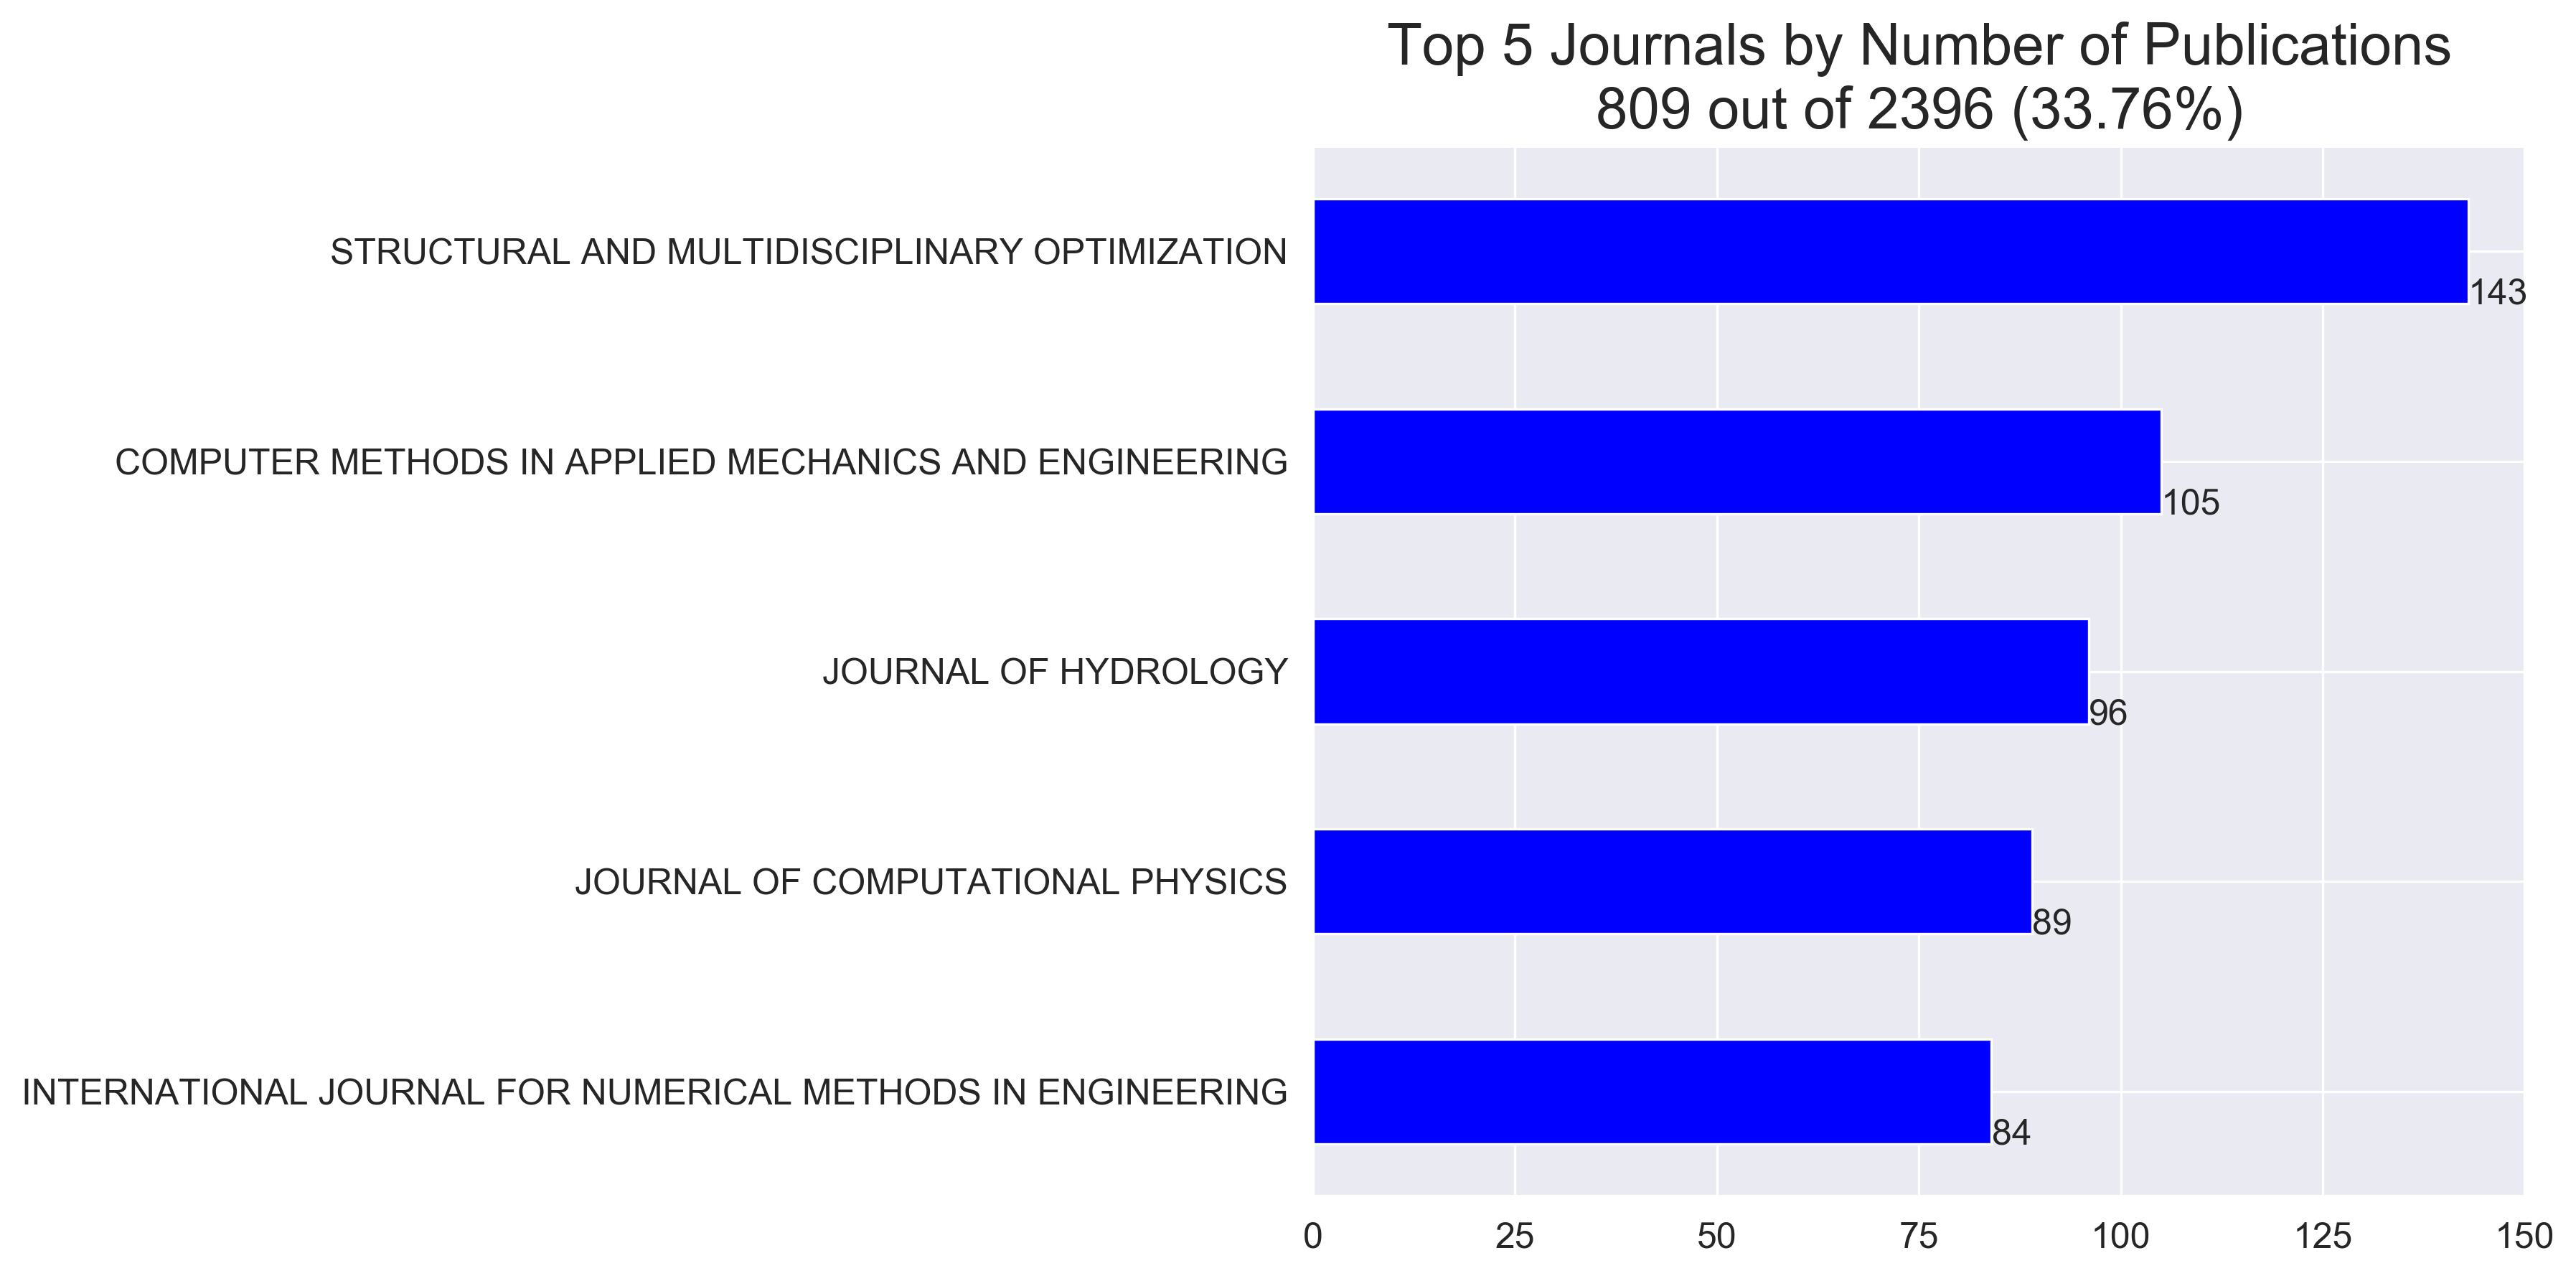 Top 5 Journals by Number of Publications
809 out of 2396 (33.76%)
STRUCTURAL AND MULTIDISCIPLINARY OPTIMIZATION
143
COMPUTER METHODS IN APPLIED MECHANICS AND ENGINEERING
105
JOURNAL OF HYDROLOGY
96
JOURNAL OF COMPUTATIONAL PHYSICS
89
INTERNATIONAL JOURNAL FOR NUMERICAL METHODS IN ENGINEERING
84
0 25 50 75 100 125 150